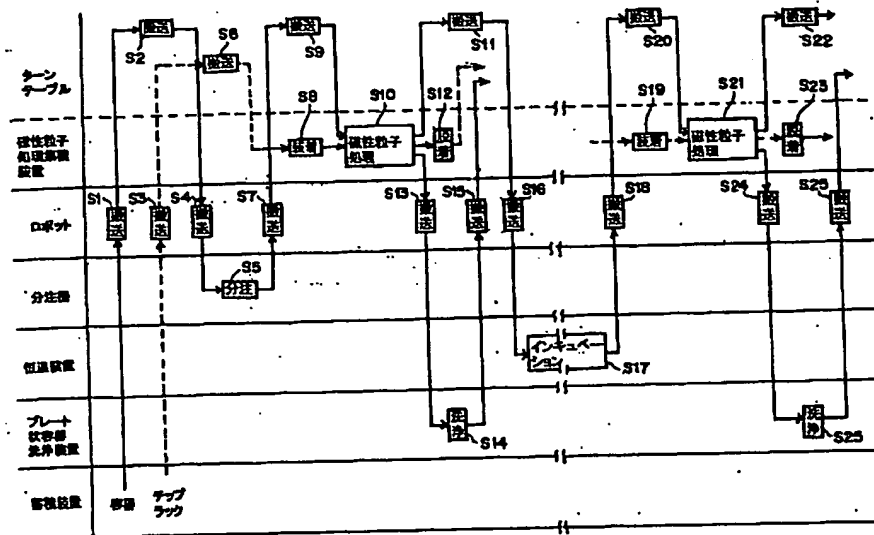 ターン
テーブル
磁性粒子
処理集積
装置
ロボット
分注機
恒温装置
プレート
状容器
洗浄装置
蓄積装置
容器
チップ
ラック
S1
搬送
S2
搬送
S3
搬送
S4
搬送
S5
分注
S6
搬送
S7
搬送
S8
装着
S9
搬送
S10
磁性粒子
処理
S11
搬送
S12
脱着
S13
搬送
S14
洗浄
S15
搬送
S16
搬送
S17
インキュベー
ション
S18
搬送
S19
装着
S20
搬送
S21
磁性粒子
処理
S22
搬送
S23
脱着
S24
搬送
S25
搬送
S25
洗浄